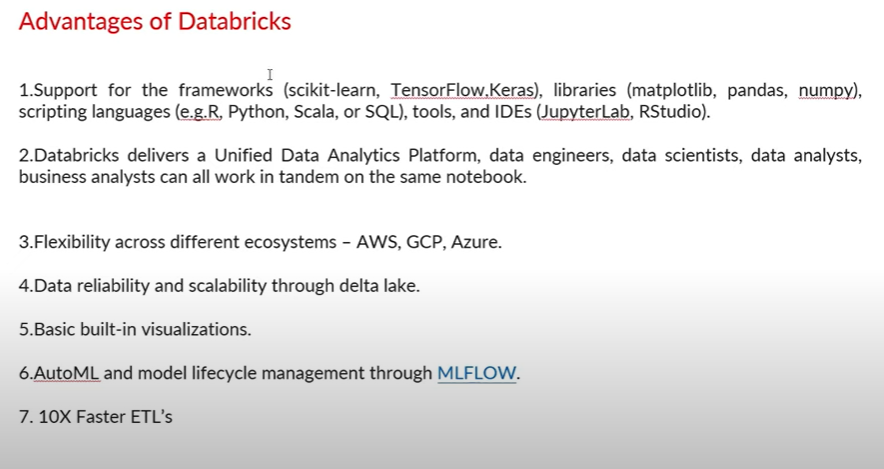 Advantages of Databricks
1.Support for the frameworks (scikit-learn, TensorFlow,Keras), libraries (matplotlib, pandas, numpy),
scripting languages (e.g.R, Python, Scala, or SQL), tools, and IDEs (JupyterLab, RStudio).
2.Databricks delivers a Unified Data Analytics Platform, data engineers, data scientists, data analysts,
business analysts can all work in tandem on the same notebook.
3.Flexibility across different ecosystems – AWS, GCP, Azure.
4.Data reliability and scalability through delta lake.
5.Basic built-in visualizations.
6.AutoML and model lifecycle management through MLFLOW.
7. 10X Faster ETL's